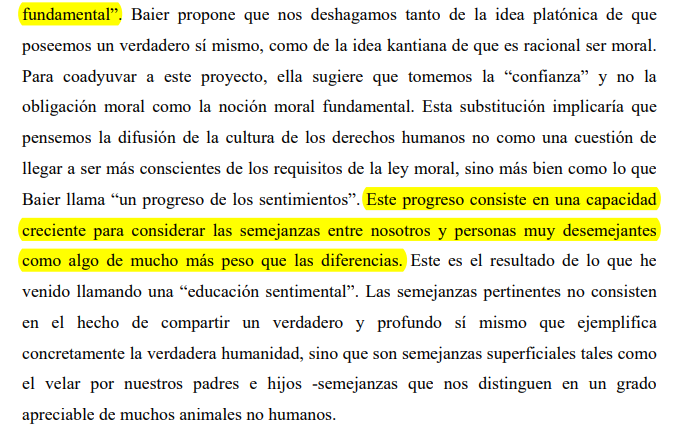 fundamental”. Baier propone que nos deshagamos tanto de la idea platónica de que
poseemos un verdadero sí mismo, como de la idea kantiana de que es racional ser moral.
Para coadyuvar a este proyecto, ella sugiere que tomemos la “confianza” y no la
obligación moral como la noción moral fundamental. Esta substitución implicaría que
pensemos la difusión de la cultura de los derechos humanos no como una cuestión de
llegar a ser más conscientes de los requisitos de la ley moral, sino más bien como lo que
Baier llama “un progreso de los sentimientos”. Este progreso consiste en una capacidad
creciente para considerar las semejanzas entre nosotros y personas muy desemejantes
como algo de mucho más peso que las diferencias. Este es el resultado de lo que he
venido llamando una “educación sentimental”. Las semejanzas pertinentes no consisten
en el hecho de compartir un verdadero y profundo sí mismo que ejemplifica
concretamente la verdadera humanidad, sino que son semejanzas superficiales tales como
el velar por nuestros padres e hijos -semejanzas que nos distinguen en un grado
apreciable de muchos animales no humanos.